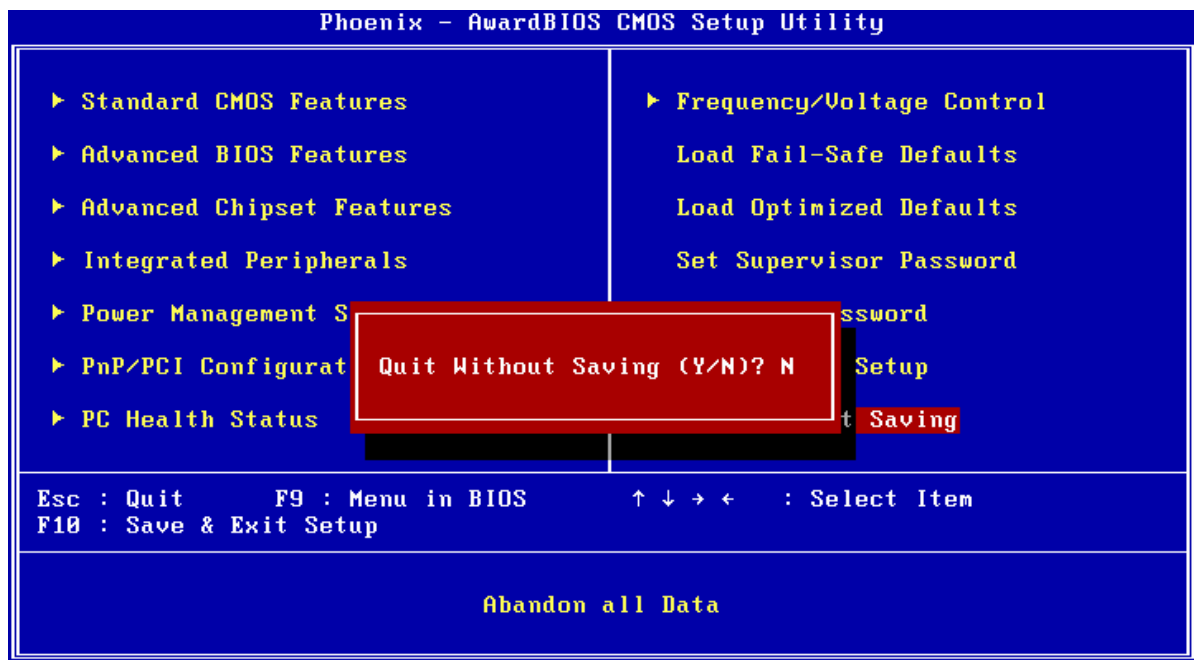 Phoenix - AwardBIOS CMOS Setup Utility
► Standard CMOS Features
► Advanced BIOS Features
► Advanced Chipset Features
► Integrated Peripherals
► Power Management S
► PnP/PCI Configurat
► PC Health Status
► Frequency/Voltage Control
Load Fail-Safe Defaults
Load Optimized Defaults
Set Supervisor Password
ssword
Setup
t Saving
Quit Without Saving (Y/N)? N
Esc : Quit F9 : Menu in BIOS ↑ ↓ → ← : Select Item
F10 : Save & Exit Setup
Abandon all Data